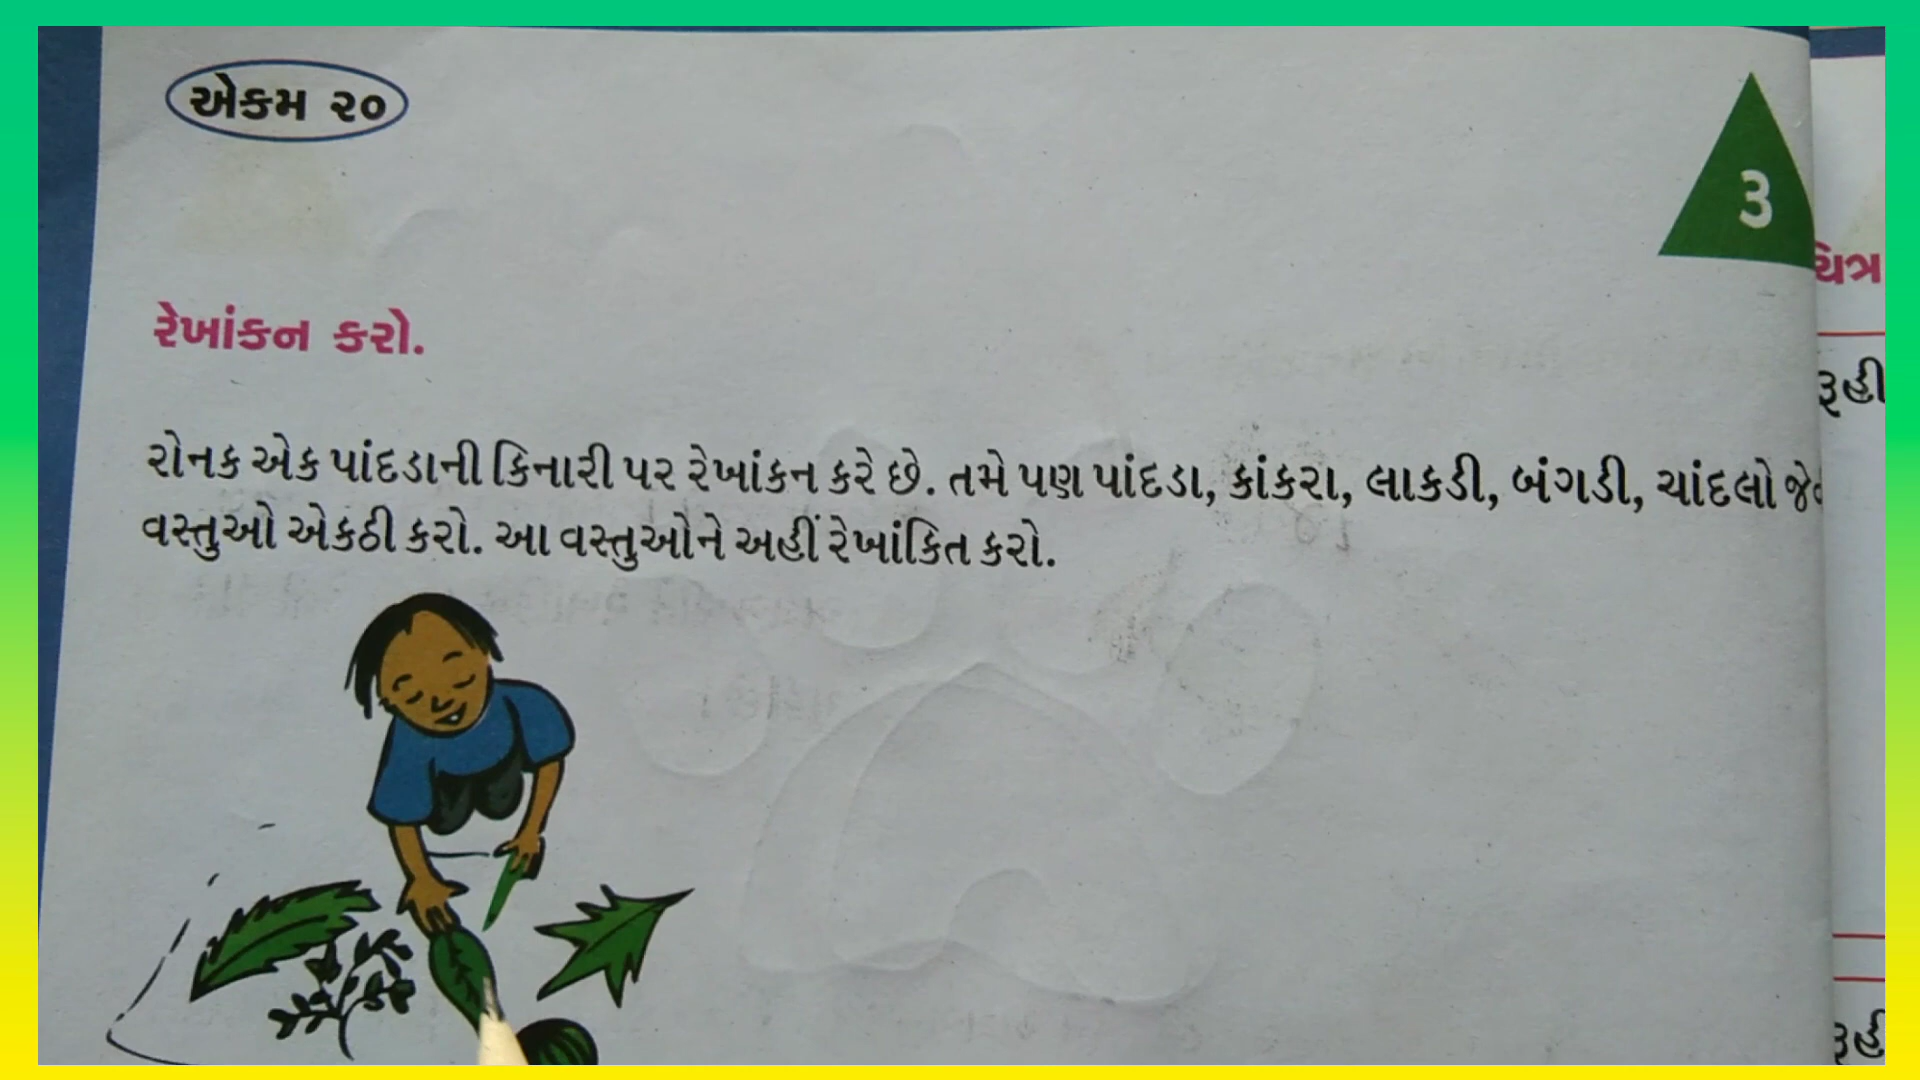 એકમ ૨૦
૩
રેખાંકન કરો.
રોનક એક પાંદડાની કિનારી પર રેખાંકન કરે છે. તમે પણ પાંદડા, કાંકરા, લાકડી, બંગડી, ચાંદલો
વસ્તુઓ એકઠી કરો. આ વસ્તુઓને અહીં રેખાંકિત કરો.
ચિત્ર
રૂહી